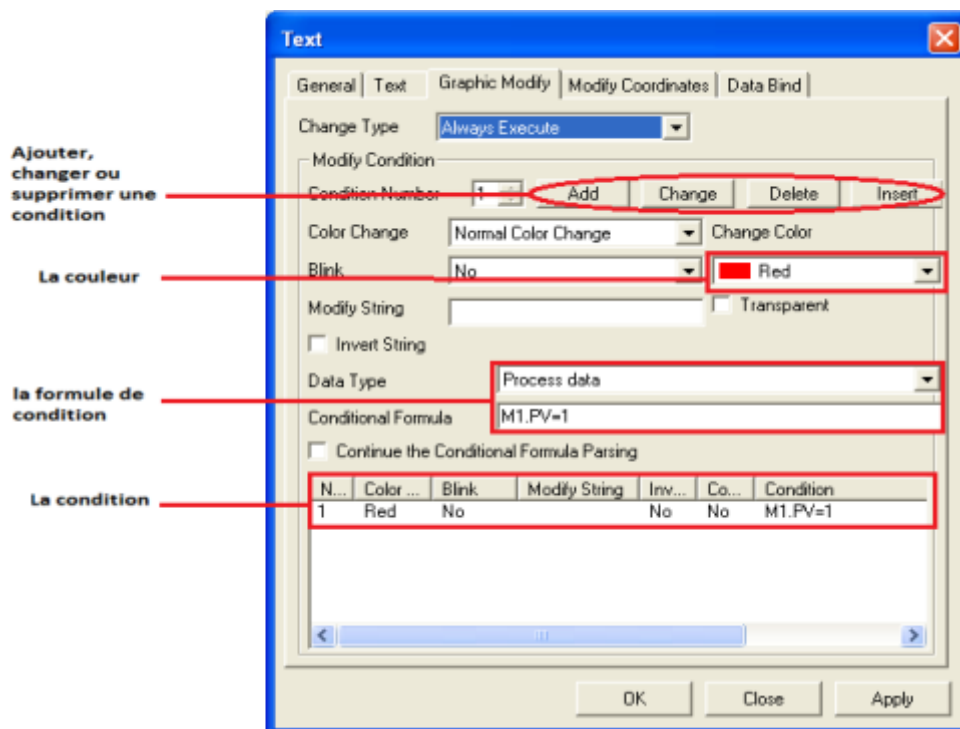 Text
General Text Graphic Modify Modify Coordinates Data Bind
Change Type Always Execute
Modify Condition
Ajouter,
changer ou
supprimer une
condition
Condition Number 1 Add Change Delete Insert
Color Change Normal Color Change Change Color
La couleur
Blink No Red
Modify String Transparent
Invert String
la formule de
condition
Data Type Process data
Conditional Formula M1.PV=1
Continue the Conditional Formula Parsing
La condition
N... Color ... Blink Modify String Inv... Co... Condition
1 Red No No No M1.PV=1
OK Close Apply